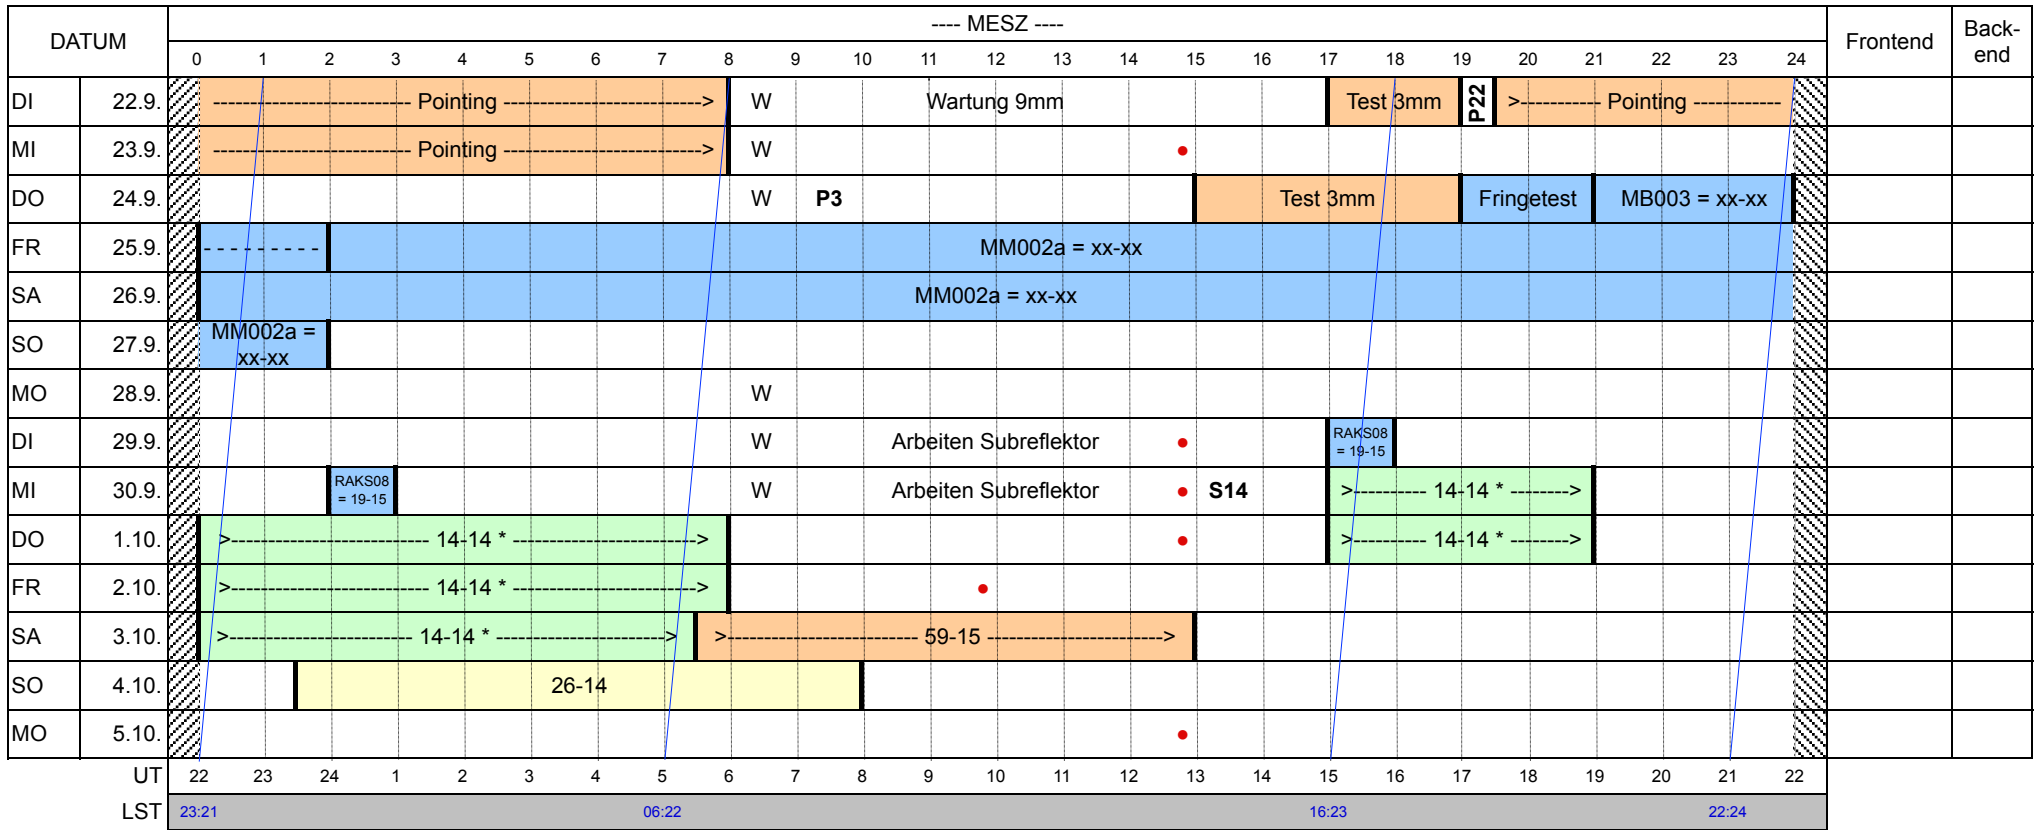 DATUM
---- MESZ ----
Frontend
Back-
end
0 1 2 3 4 5 6 7 8 9 10 11 12 13 14 15 16 17 18 19 20 21 22 23 24
DI 22.9. ---------- Pointing ----------> W Wartung 9mm Test 3mm P22 >---------- Pointing ----------
MI 23.9. ---------- Pointing ----------> W •
DO 24.9. W P3 Test 3mm Fringetest MB003 = xx-xx
FR 25.9. - - - - - - - - - MM002a = xx-xx
SA 26.9. MM002a = xx-xx
SO 27.9. MM002a =
xx-xx
MO 28.9. W
DI 29.9. W Arbeiten Subreflektor • RAKS08
= 19-15
MI 30.9. RAKS08
= 19-15
W Arbeiten Subreflektor • S14 >---------- 14-14 * -------->
DO 1.10. >---------- 14-14 * ----------> • >---------- 14-14 * -------->
FR 2.10. >---------- 14-14 * ----------> •
SA 3.10. >---------- 14-14 * ----------> >---------- 59-15 ---------->
SO 4.10. 26-14
MO 5.10. •
UT 22 23 24 1 2 3 4 5 6 7 8 9 10 11 12 13 14 15 16 17 18 19 20 21 22
LST 23:21 06:22 16:23 22:24